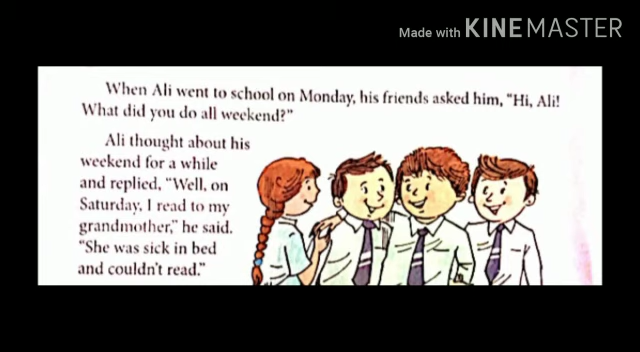 Made with KINEMASTER
When Ali went to school on Monday, his friends asked him, “Hi, Ali!
What did you do all weekend?”
Ali thought about his
weekend for a while
and replied, “Well, on
Saturday, I read to my
grandmother,” he said.
“She was sick in bed
and couldn’t read.”